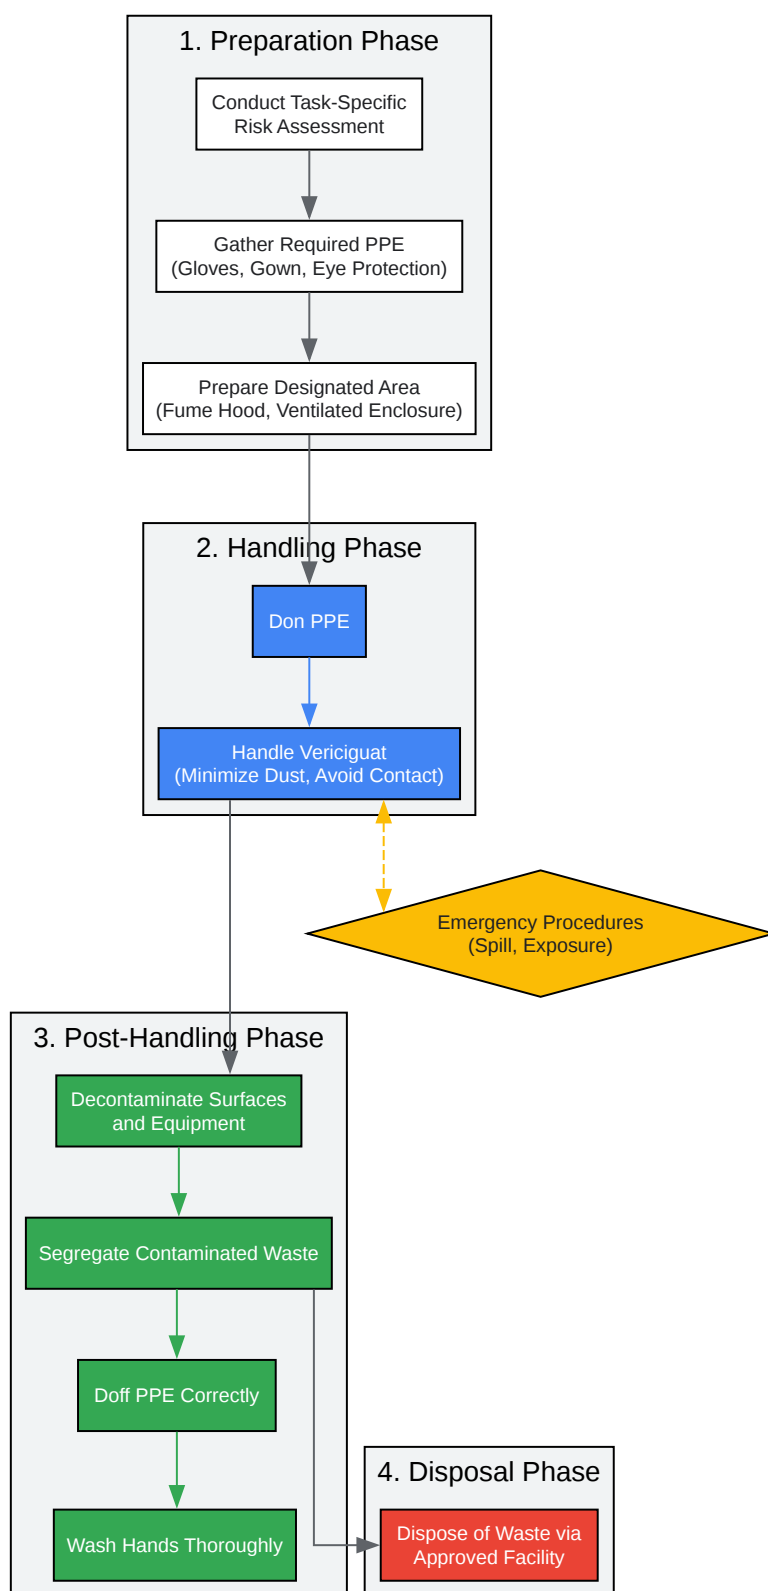 1. Preparation Phase
Conduct Task-Specific
Risk Assessment
Gather Required PPE
(Gloves, Gown, Eye Protection)
Prepare Designated Area
(Fume Hood, Ventilated Enclosure)
2. Handling Phase
Don PPE
Handle Vericiguat
(Minimize Dust, Avoid Contact)
Emergency Procedures
(Spill, Exposure)
3. Post-Handling Phase
Decontaminate Surfaces
and Equipment
Segregate Contaminated Waste
Doff PPE Correctly
Wash Hands Thoroughly
4. Disposal Phase
Dispose of Waste via
Approved Facility